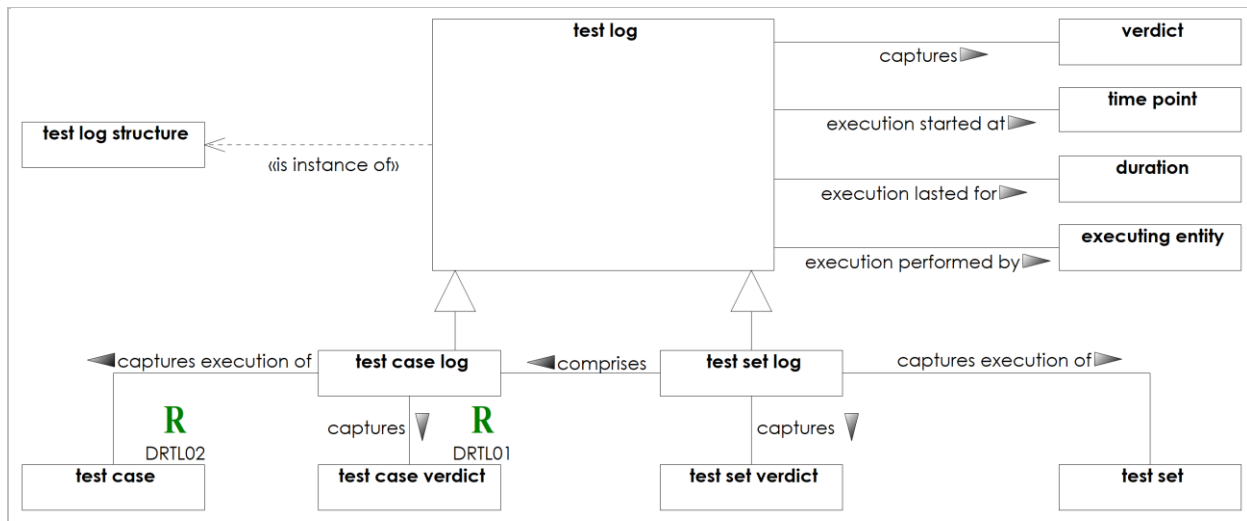 test log
verdict
captures
time point
execution started at
test log structure
«is instance of»
duration
execution lasted for
executing entity
execution performed by
captures execution of
test case log
comprises
test set log
captures execution of
R
DRTL02
captures
R
DRTL01
captures
test case
test case verdict
test set verdict
test set